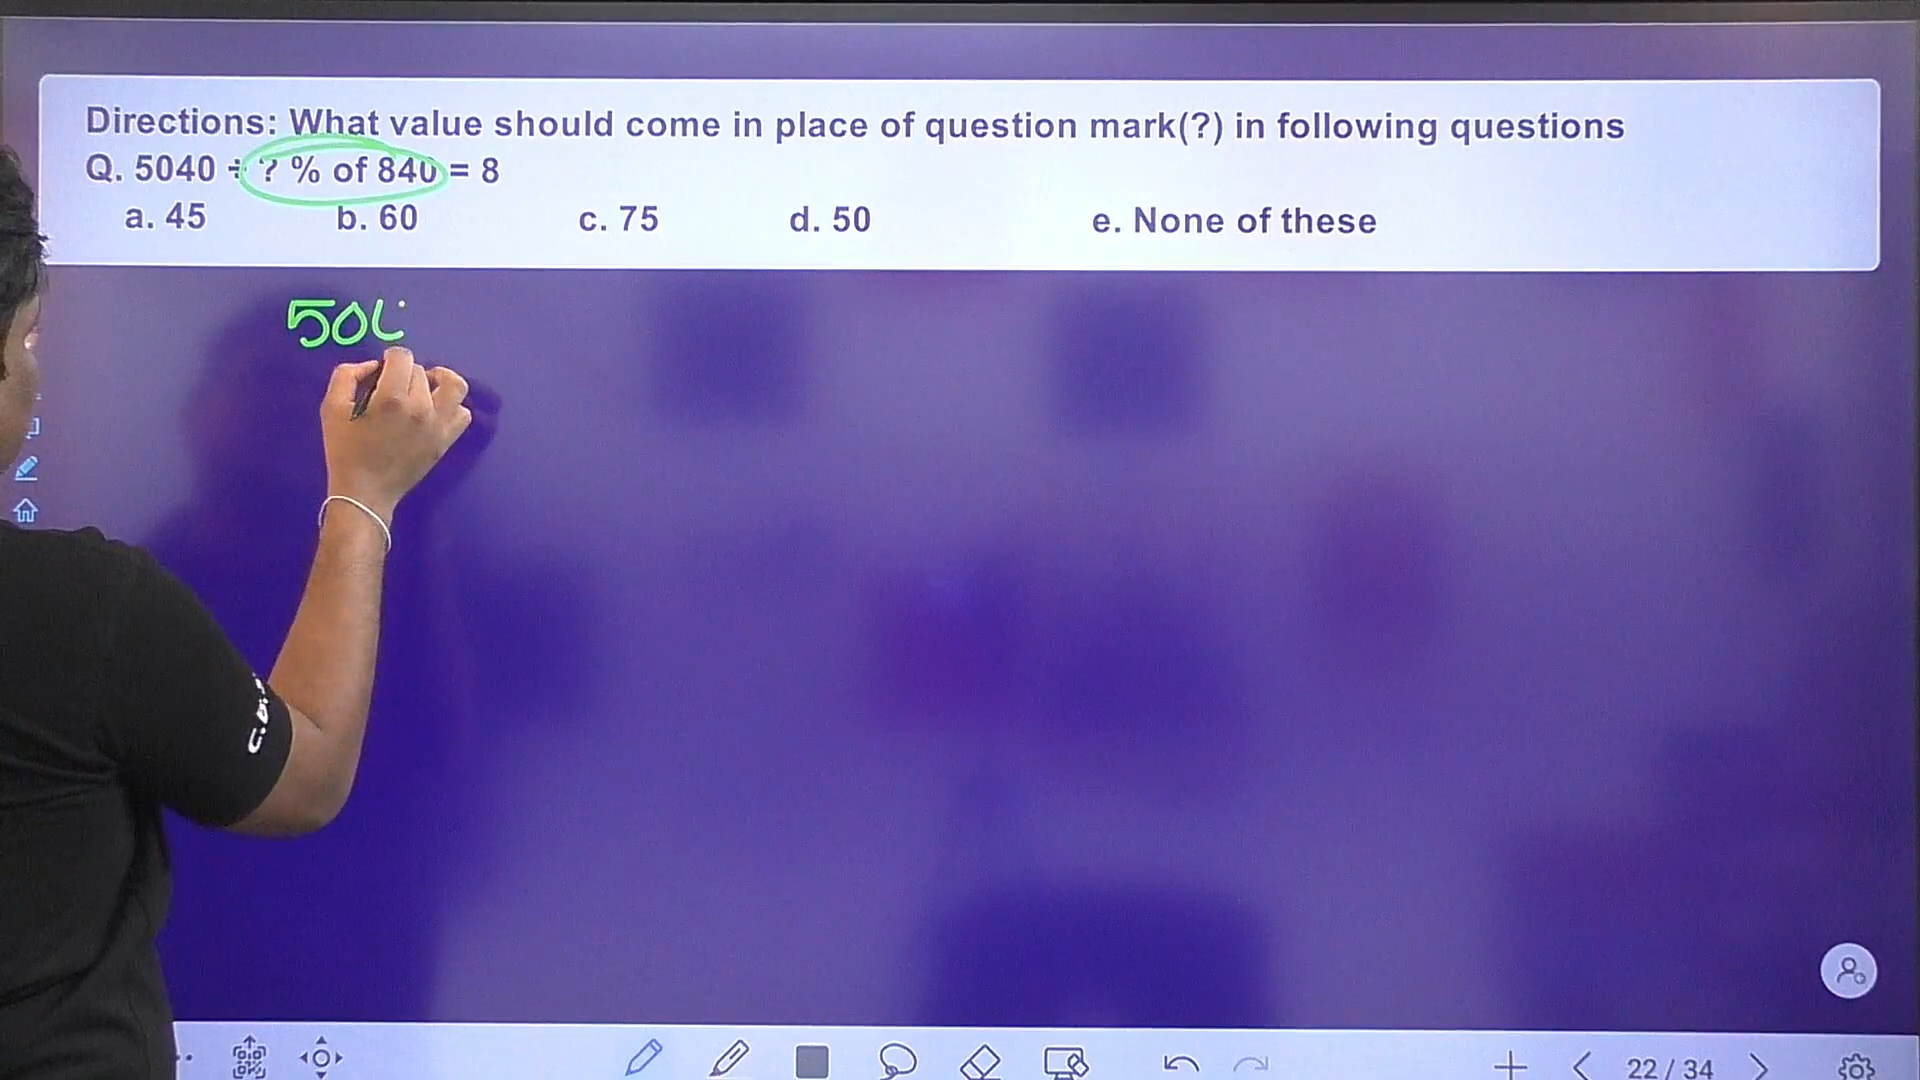 Directions: What value should come in place of question mark(?) in following questions
Q. 5040 ÷ ? % of 840 = 8
a. 45 b. 60 c. 75 d. 50 e. None of these
504
22 / 34